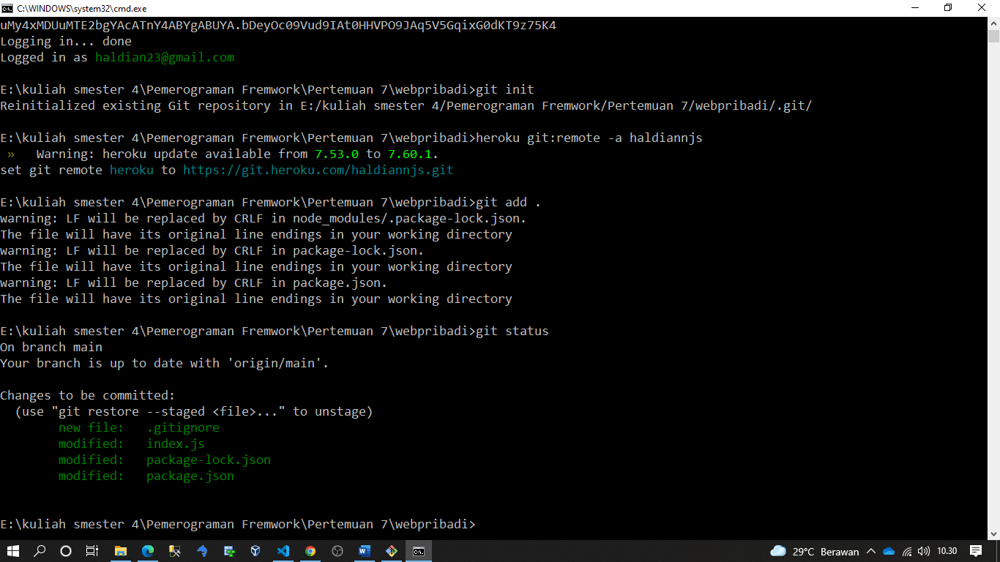 C:\WINDOWS\system32\cmd.exe
uMy4xMDUuMTE2bgYAcATnY4ABYgABUYA.bDeyOc09Vud9IAt0HHVPO9JAq5V5GqixG0dKT9z75K4
Logging in... done
Logged in as haldian23@gmail.com
E:\kuliah smester 4\Pemerograman Fremwork\Pertemuan 7\webpribadi>git init
Reinitialized existing Git repository in E:/kuliah smester 4/Pemerograman Fremwork/Pertemuan 7/webpribadi/.git/
E:\kuliah smester 4\Pemerograman Fremwork\Pertemuan 7\webpribadi>heroku git:remote -a haldiannjs
»   Warning: heroku update available from 7.53.0 to 7.60.1.
set git remote heroku to https://git.heroku.com/haldiannjs.git
E:\kuliah smester 4\Pemerograman Fremwork\Pertemuan 7\webpribadi>git add .
warning: LF will be replaced by CRLF in node_modules/.package-lock.json.
The file will have its original line endings in your working directory
warning: LF will be replaced by CRLF in package-lock.json.
The file will have its original line endings in your working directory
warning: LF will be replaced by CRLF in package.json.
The file will have its original line endings in your working directory
E:\kuliah smester 4\Pemerograman Fremwork\Pertemuan 7\webpribadi>git status
On branch main
Your branch is up to date with 'origin/main'.
Changes to be committed:
(use "git restore --staged <file>..." to unstage)
new file:   .gitignore
modified:   index.js
modified:   package-lock.json
modified:   package.json
E:\kuliah smester 4\Pemerograman Fremwork\Pertemuan 7\webpribadi>
29°C Berawan 10.30